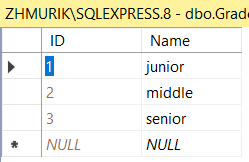 ZHMURIK\SQLEXPRESS.8 - dbo.Grade
ID Name
1 junior
2 middle
3 senior
* NULL NULL